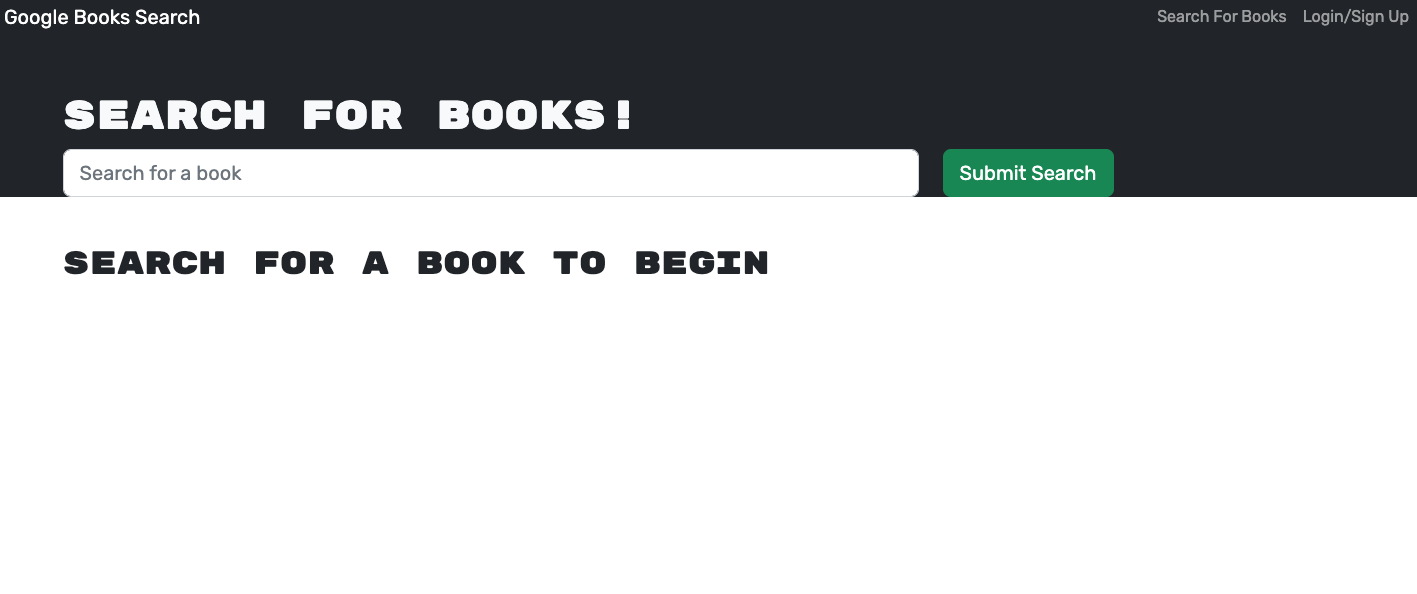 Google Books Search
Search For Books
Login/Sign Up
SEARCH FOR BOOKS!
Search for a book
Submit Search
SEARCH FOR A BOOK TO BEGIN